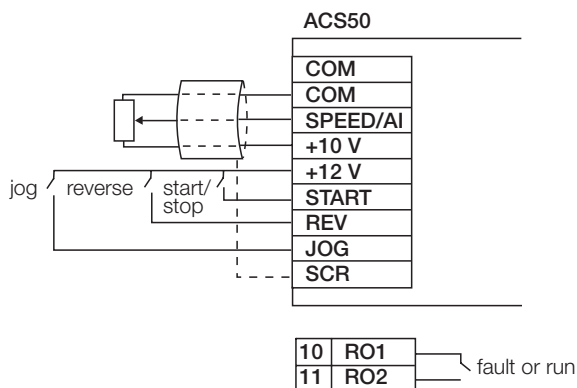 ACS50
COM
COM
SPEED/AI
+10 V
+12 V
START
REV
JOG
SCR
jog reverse start/
stop
10 RO1
11 RO2
fault or run